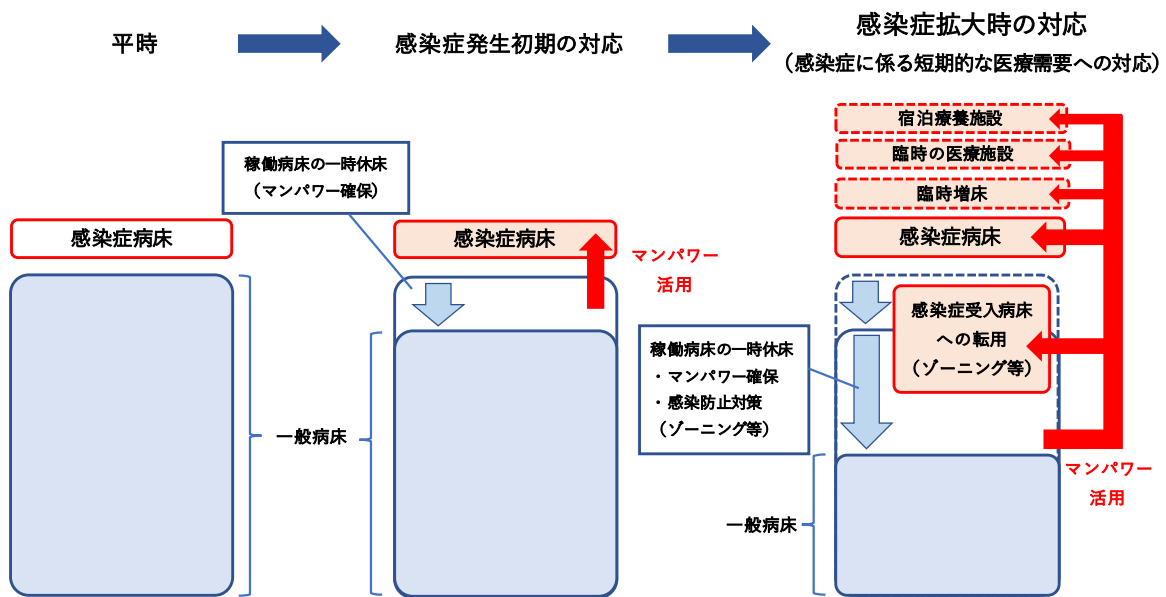 平時
感染症発生初期の対応
感染症拡大時の対応
（感染症に係る短期的な医療需要への対応）
感染症病床
一般病床
稼働病床の一時休床
（マンパワー確保）
感染症病床
マンパワー
活用
宿泊療養施設
臨時の医療施設
臨時増床
感染症病床
感染症受入病床
への転用
（ゾーニング等）
稼働病床の一時休床
・マンパワー確保
・感染防止対策
（ゾーニング等）
マンパワー
活用
一般病床